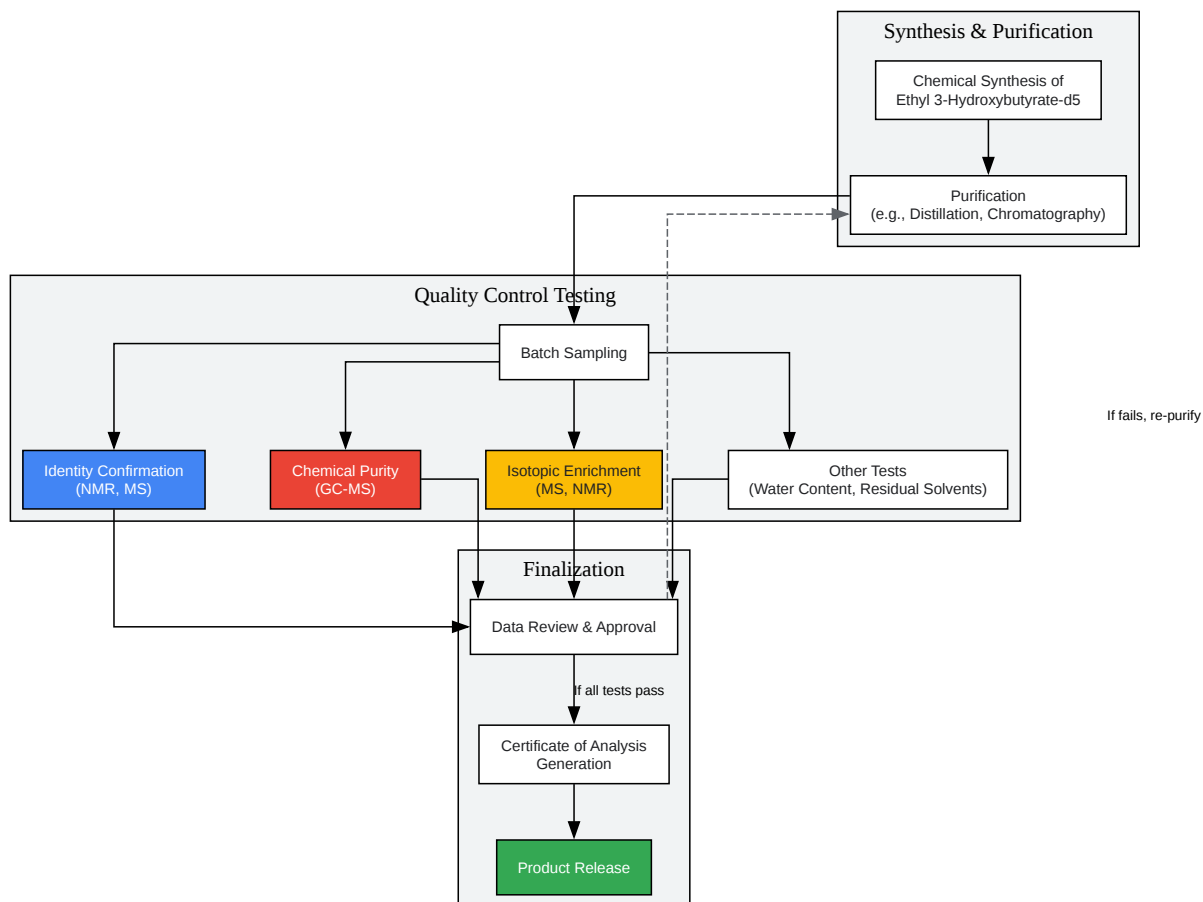 Synthesis & Purification
Chemical Synthesis of
Ethyl 3-Hydroxybutyrate-d5
Purification
(e.g., Distillation, Chromatography)
Quality Control Testing
Batch Sampling
If fails, re-purify
Identity Confirmation
(NMR, MS)
Chemical Purity
(GC-MS)
Isotopic Enrichment
(MS, NMR)
Other Tests
(Water Content, Residual Solvents)
Finalization
Data Review & Approval
If all tests pass
Certificate of Analysis
Generation
Product Release